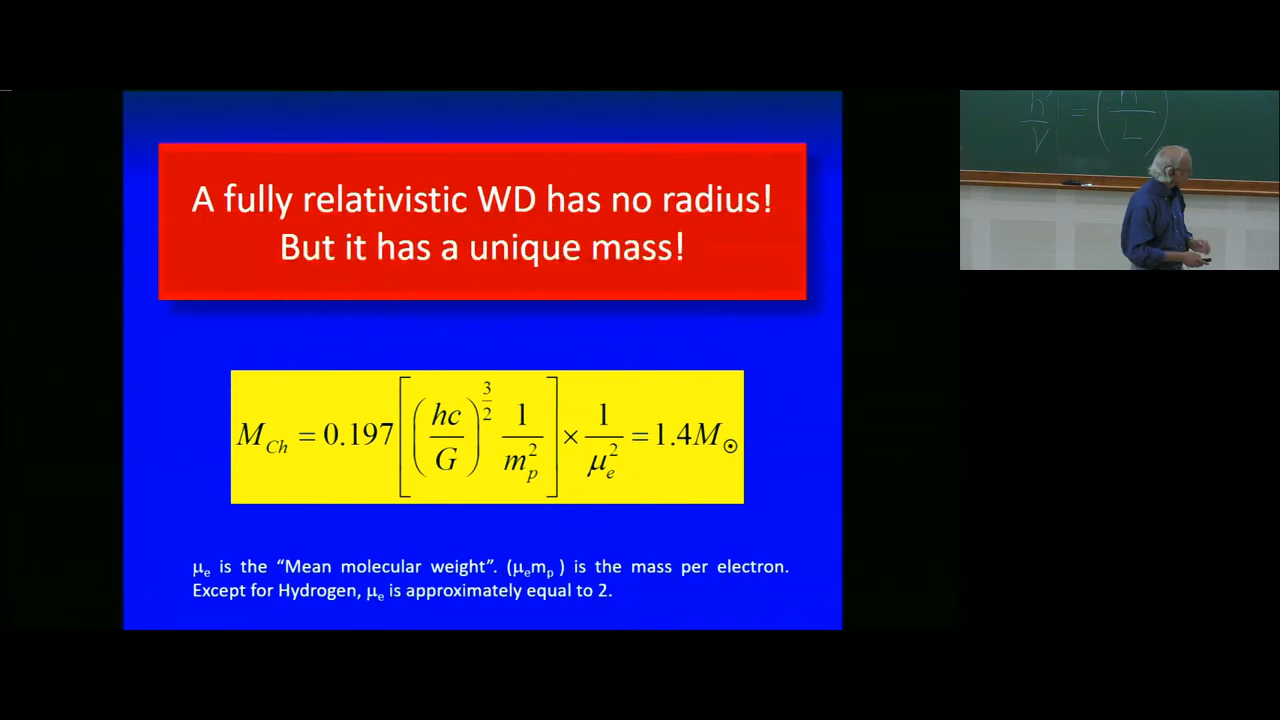 A fully relativistic WD has no radius!
But it has a unique mass!
M_{Ch} = 0.197 [ ( hc / G )^{3/2} 1 / m_p^2 ] × 1 / μ_e^2 = 1.4 M_⊙
μ_e is the “Mean molecular weight”. (μ_e m_p ) is the mass per electron.
Except for Hydrogen, μ_e is approximately equal to 2.